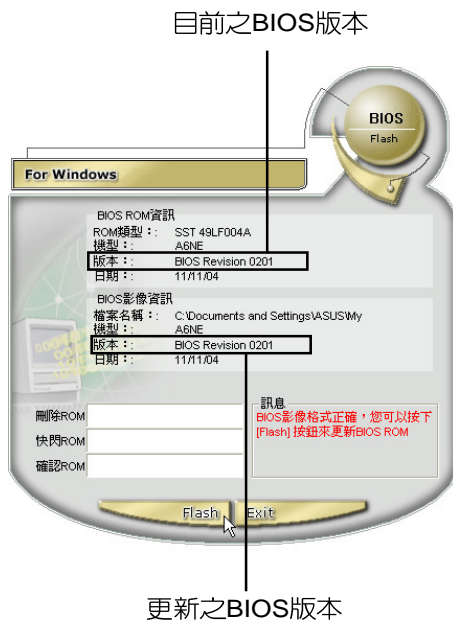 目前之BIOS版本
BIOS
Flash
For Windows
BIOS ROM資訊
ROM類型：: SST 49LF004A
機型：: A6NE
版本：: BIOS Revision 0201
日期：: 11/11/04
BIOS影像資訊
檔案名稱：: C:\Documents and Settings\ASUS\My
機型：: A6NE
版本：: BIOS Revision 0201
日期：: 11/11/04
刪除ROM
快閃ROM
確認ROM
訊息
BIOS影像格式正確，您可以按下
[Flash] 按鈕來更新BIOS ROM
Flash Exit
更新之BIOS版本